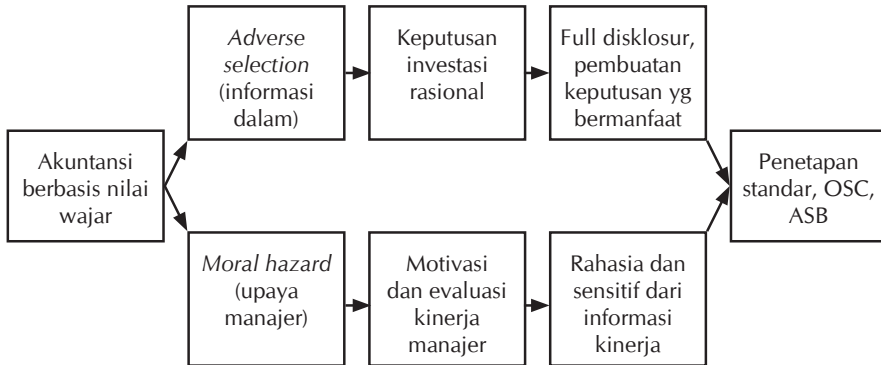 Akuntansi
berbasis nilai
wajar
Adverse
selection
(informasi
dalam)
Keputusan
investasi
rasional
Full disklosur,
pembuatan
keputusan yg
bermanfaat
Moral hazard
(upaya
manajer)
Motivasi
dan evaluasi
kinerja
manajer
Rahasia dan
sensitif dari
informasi
kinerja
Penetapan
standar, OSC,
ASB